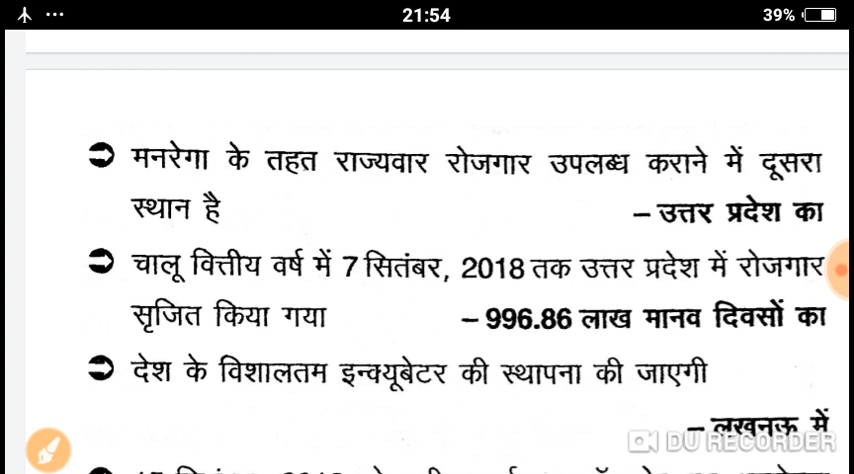 21:54
39%
मनरेगा के तहत राज्यवार रोजगार उपलब्ध कराने में दूसरा
स्थान है – उत्तर प्रदेश का
चालू वित्तीय वर्ष में 7 सितंबर, 2018 तक उत्तर प्रदेश में रोजगार
सृजित किया गया – 996.86 लाख मानव दिवसों का
देश के विशालतम इन्क्यूबेटर की स्थापना की जाएगी
– लखनऊ में
DU RECORDER